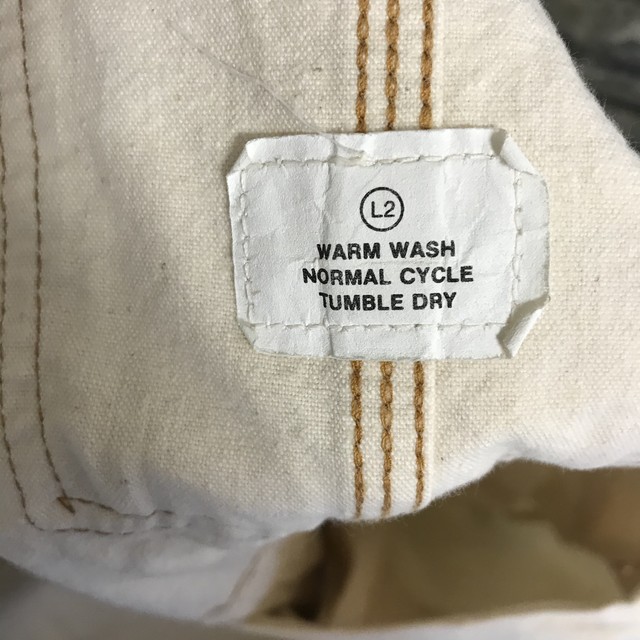 L2
WARM WASH
NORMAL CYCLE
TUMBLE DRY